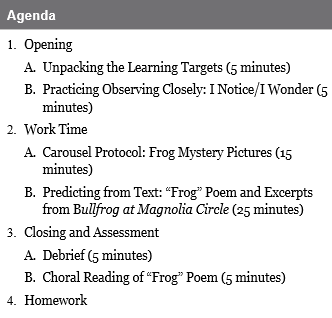 Agenda
1. Opening
A. Unpacking the Learning Targets (5 minutes)
B. Practicing Observing Closely: I Notice/I Wonder (5
minutes)
2. Work Time
A. Carousel Protocol: Frog Mystery Pictures (15
minutes)
B. Predicting from Text: “Frog” Poem and Excerpts
from Bullfrog at Magnolia Circle (25 minutes)
3. Closing and Assessment
A. Debrief (5 minutes)
B. Choral Reading of “Frog” Poem (5 minutes)
4. Homework